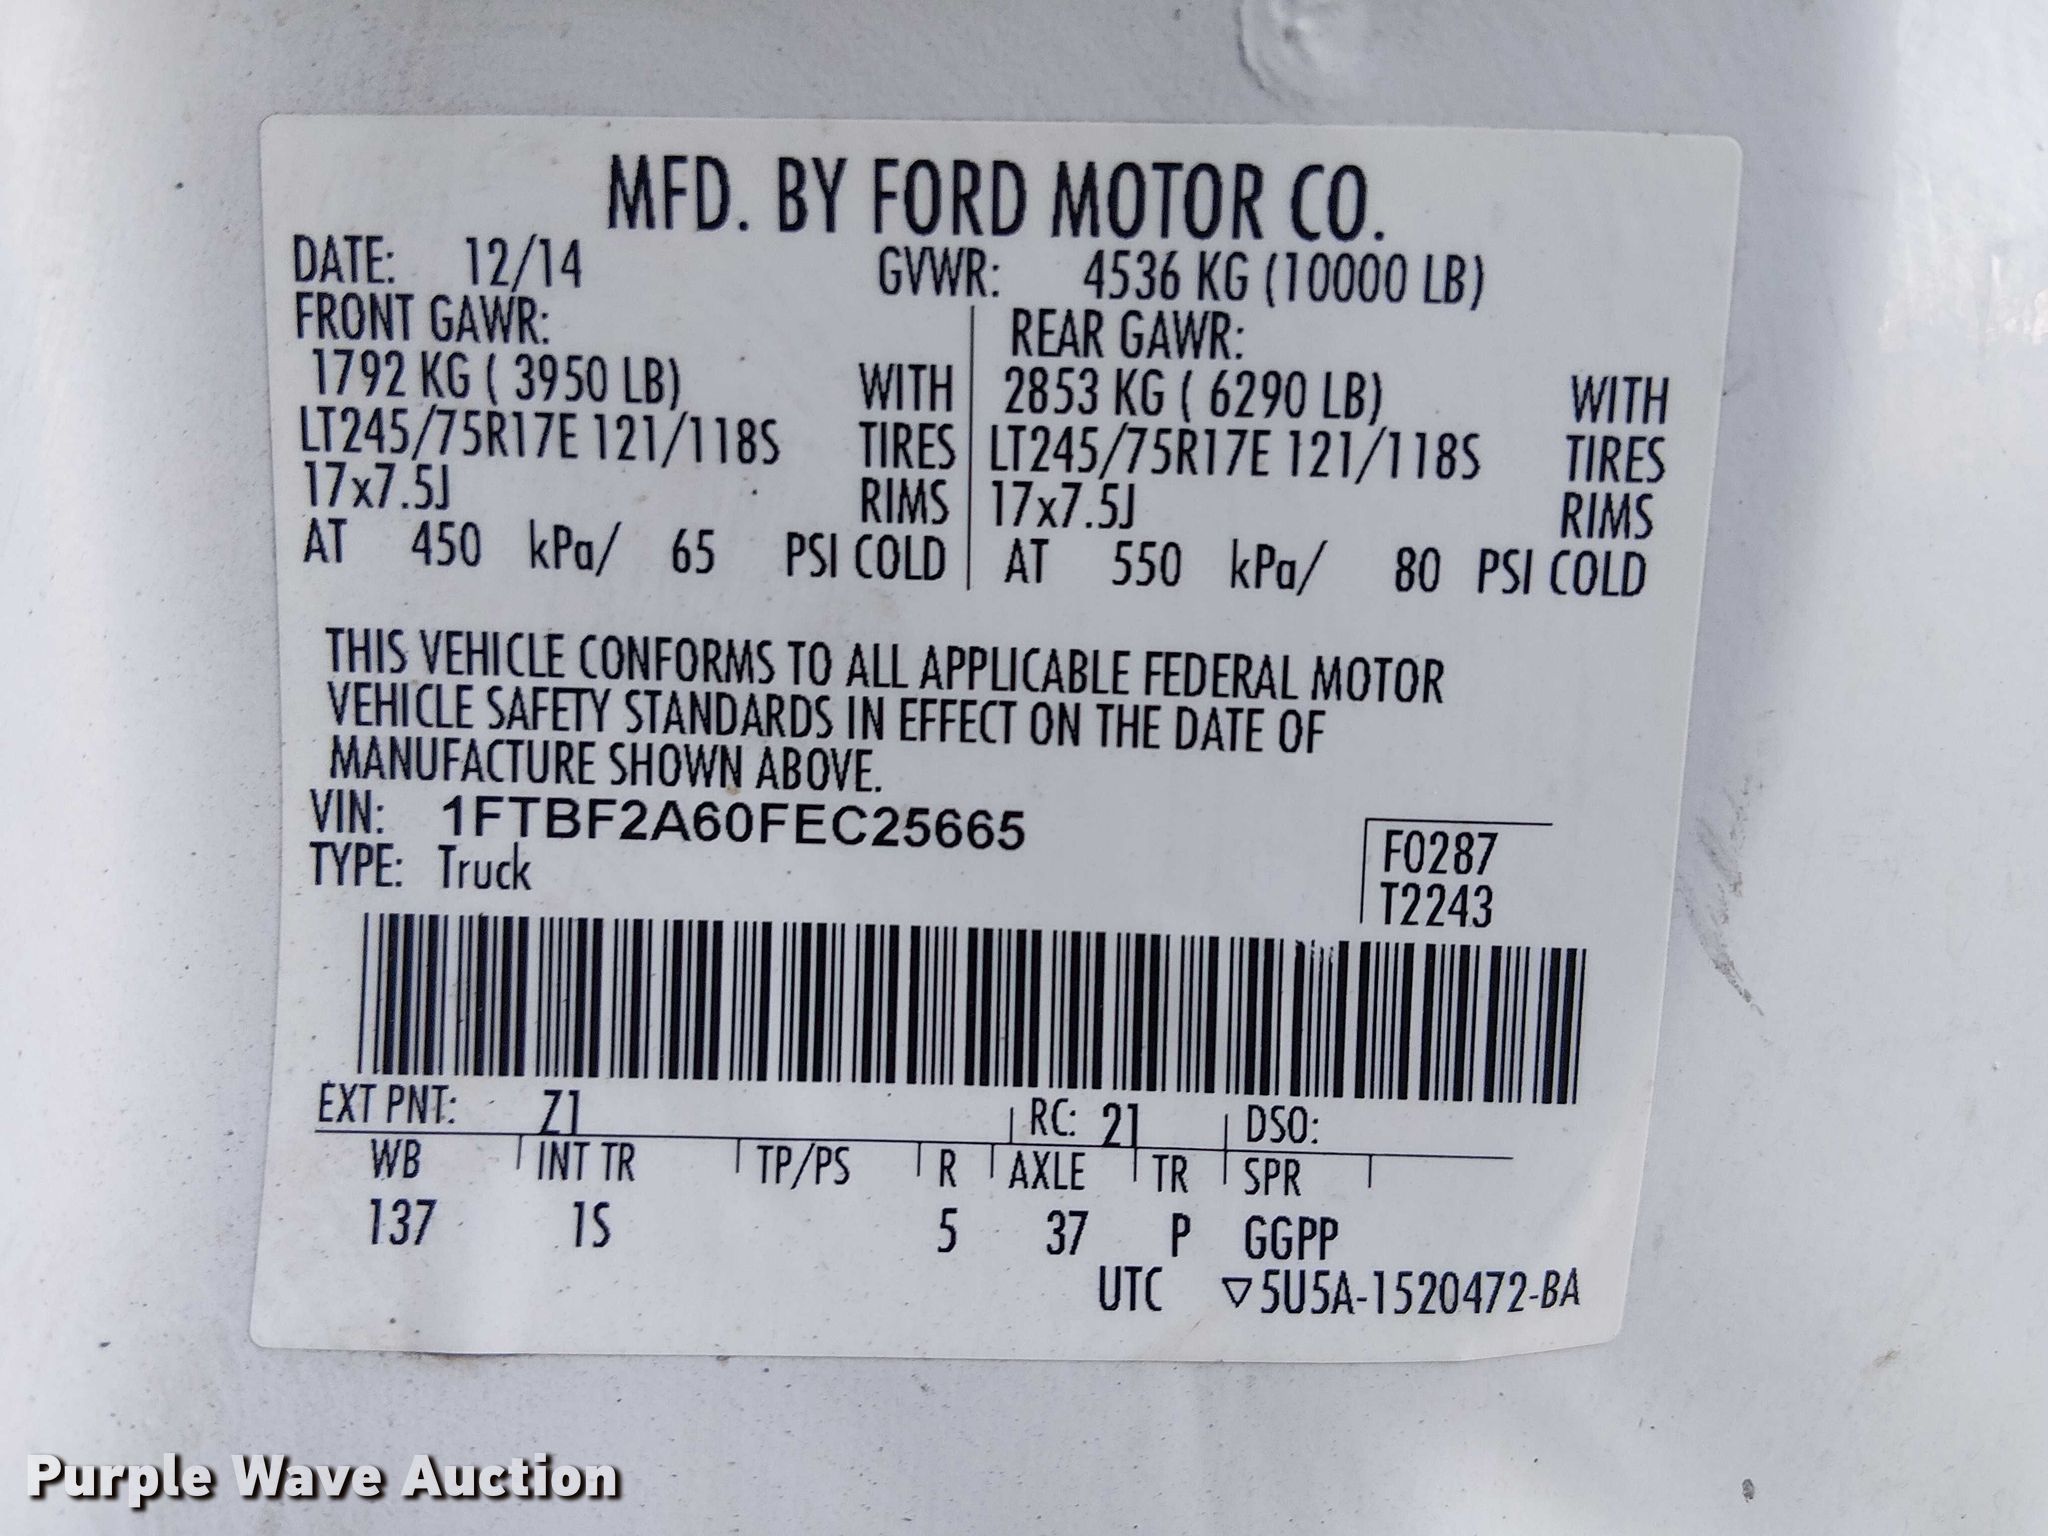 MFD. BY FORD MOTOR CO.
DATE: 12/14 GVWR: 4536 KG (10000 LB)
FRONT GAWR: REAR GAWR:
1792 KG ( 3950 LB) WITH 2853 KG ( 6290 LB) WITH
LT245/75R17E 121/118S TIRES LT245/75R17E 121/118S TIRES
17x7.5J RIMS 17x7.5J RIMS
AT 450 kPa/ 65 PSI COLD AT 550 kPa/ 80 PSI COLD
THIS VEHICLE CONFORMS TO ALL APPLICABLE FEDERAL MOTOR
VEHICLE SAFETY STANDARDS IN EFFECT ON THE DATE OF
MANUFACTURE SHOWN ABOVE.
VIN: 1FTBF2A60FEC25665
F0287
TYPE: Truck
T2243
EXT PNT: Z1 RC: 21 DSO:
WB INT TR TP/PS R AXLE TR SPR
137 1S 5 37 P GGPP
UTC ▽5U5A-1520472-BA
Purple Wave Auction